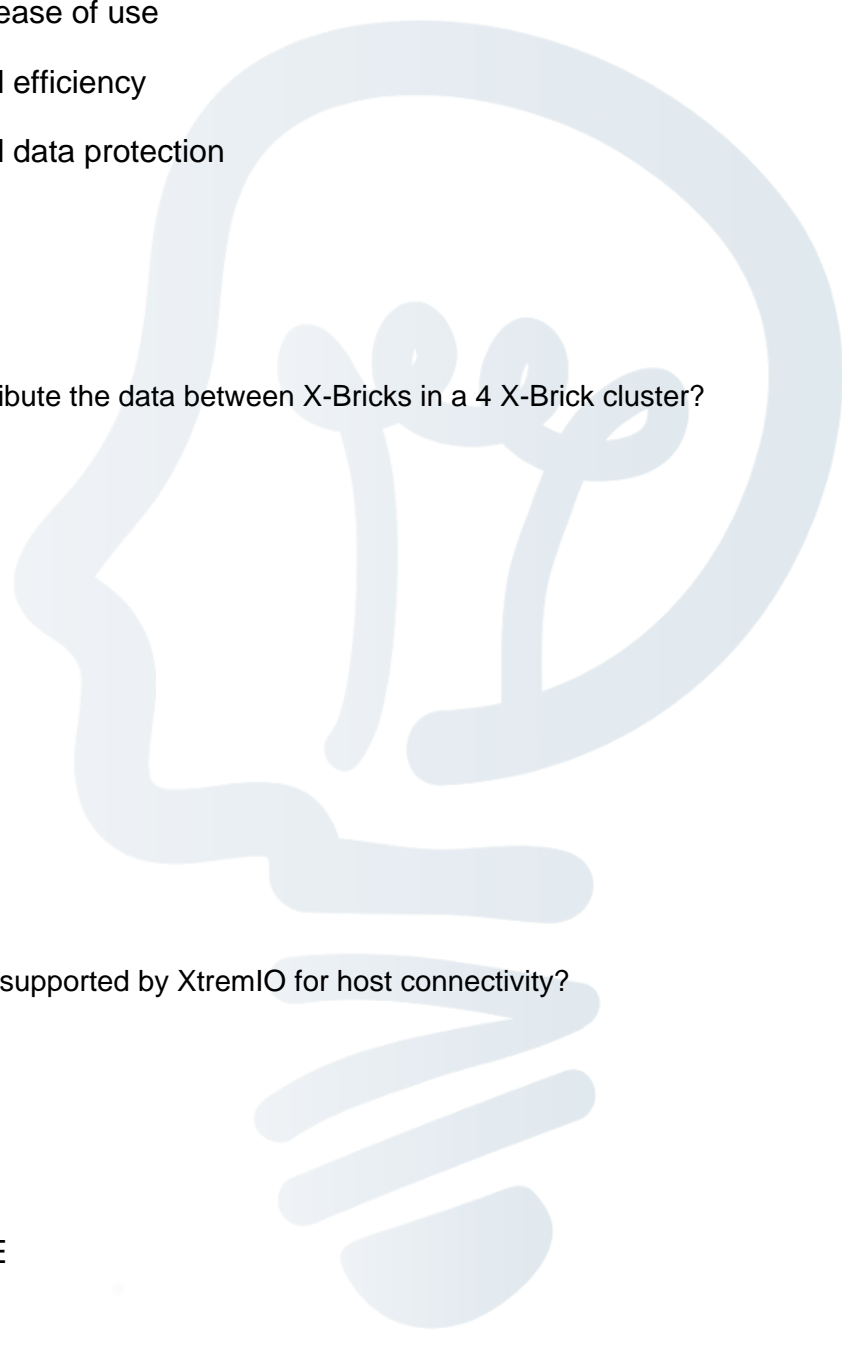 ease of use
efficiency
data protection
ibute the data between X-Bricks in a 4 X-Brick cluster?
supported by XtremIO for host connectivity?
E